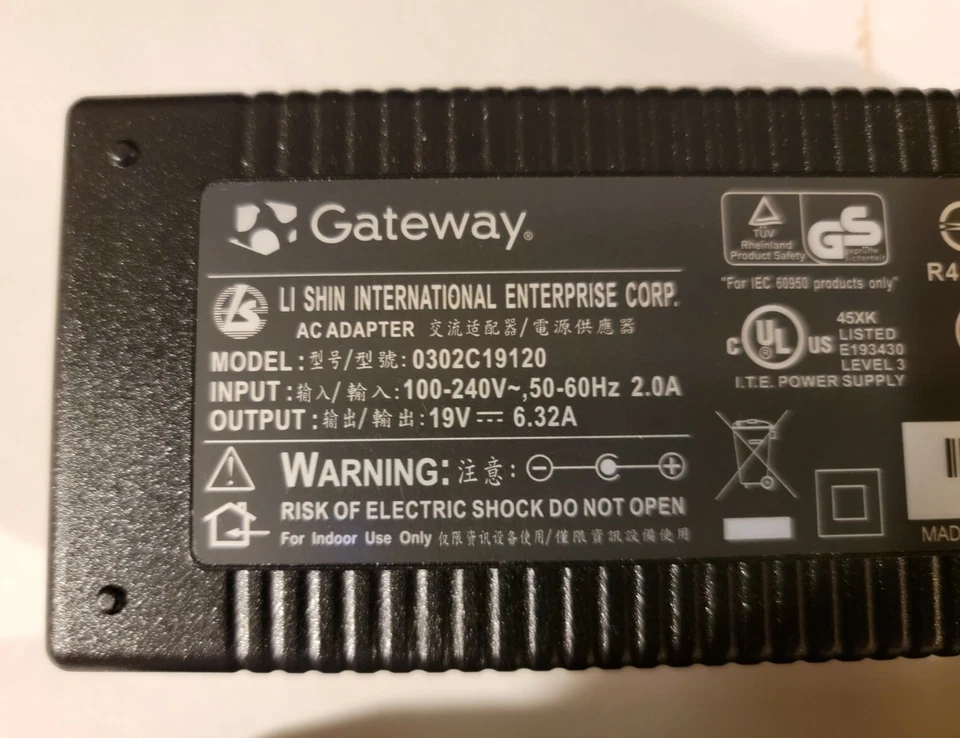 Gateway®
LI SHIN INTERNATIONAL ENTERPRISE CORP.
AC ADAPTER 交流适配器/電源供應器
MODEL:型号/型號:0302C19120
INPUT:输入/輸入:100-240V~,50-60Hz 2.0A
OUTPUT:输出/輸出:19V⎓6.32A
WARNING:注意:
RISK OF ELECTRIC SHOCK DO NOT OPEN
For Indoor Use Only 仅限资讯设备使用/僅限資訊設備使用
TÜV
Rheinland
Product Safety
GS
"For IEC 60950 products only"
C UL® US
45XK
LISTED
E193430
LEVEL 3
I.T.E. POWER SUPPLY
R4
MAD